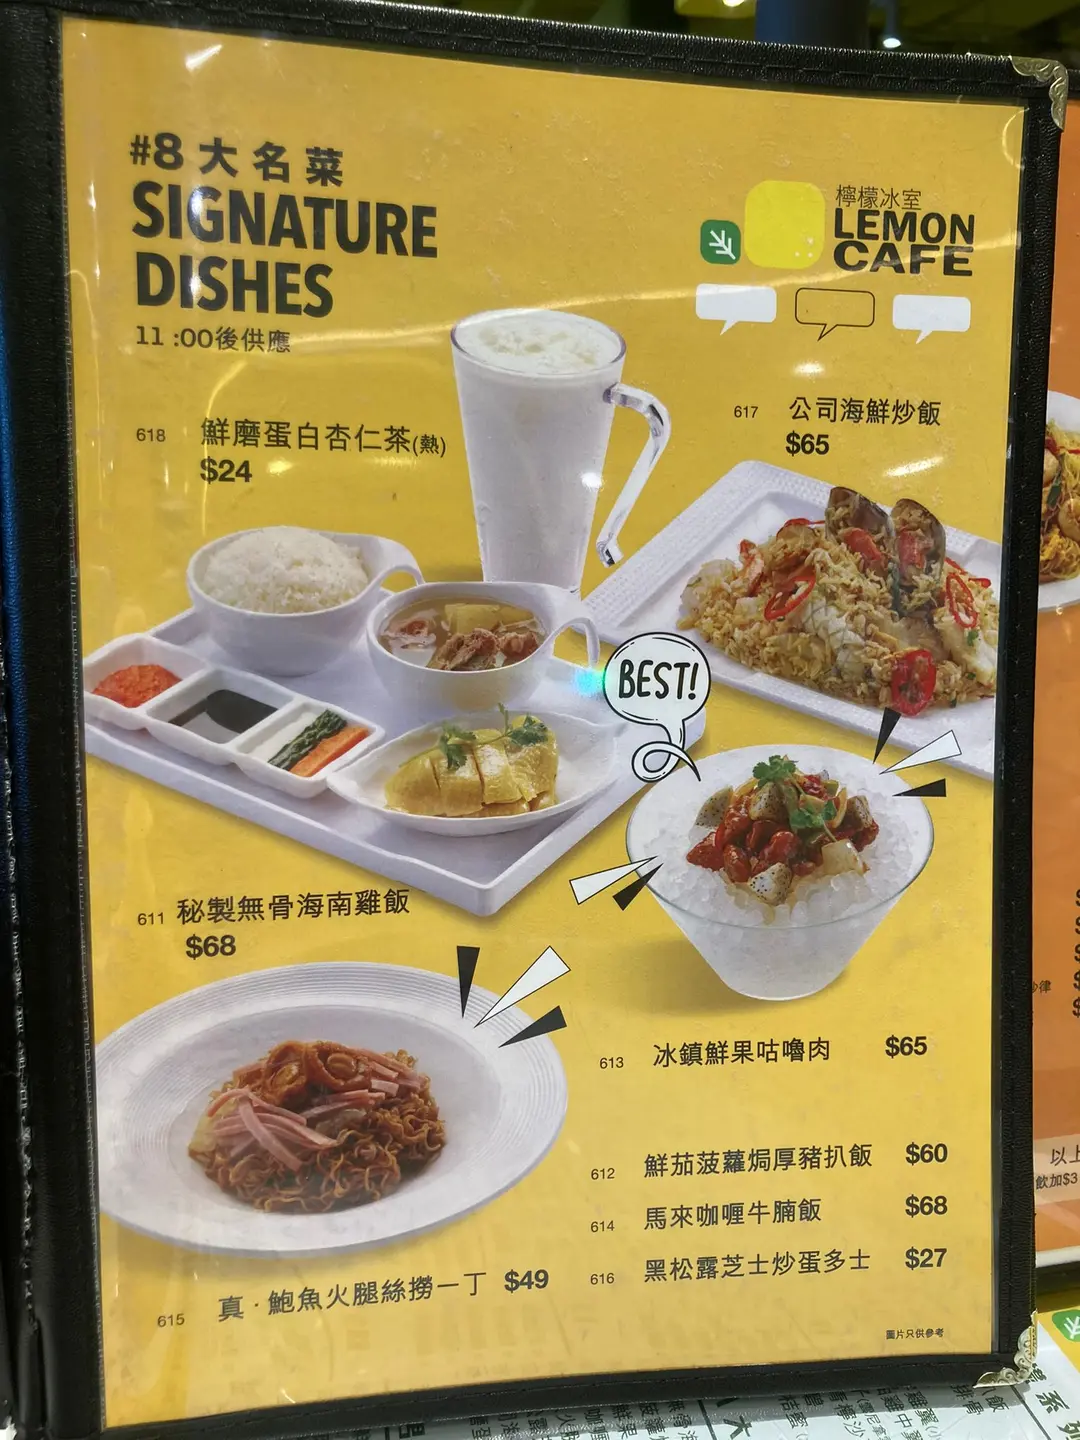 #8大名菜
SIGNATURE
DISHES
11 :00後供應
檸檬冰室
LEMON
CAFE
618 鮮磨蛋白杏仁茶(熱)
$24
617 公司海鮮炒飯
$65
BEST!
611 秘製無骨海南雞飯
$68
613 冰鎮鮮果咕嚕肉 $65
612 鮮茄菠蘿焗厚豬扒飯 $60
614 馬來咖喱牛腩飯 $68
616 黑松露芝士炒蛋多士 $27
615 真·鮑魚火腿絲撈一丁 $49
圖片只供參考
以上
飲加$3